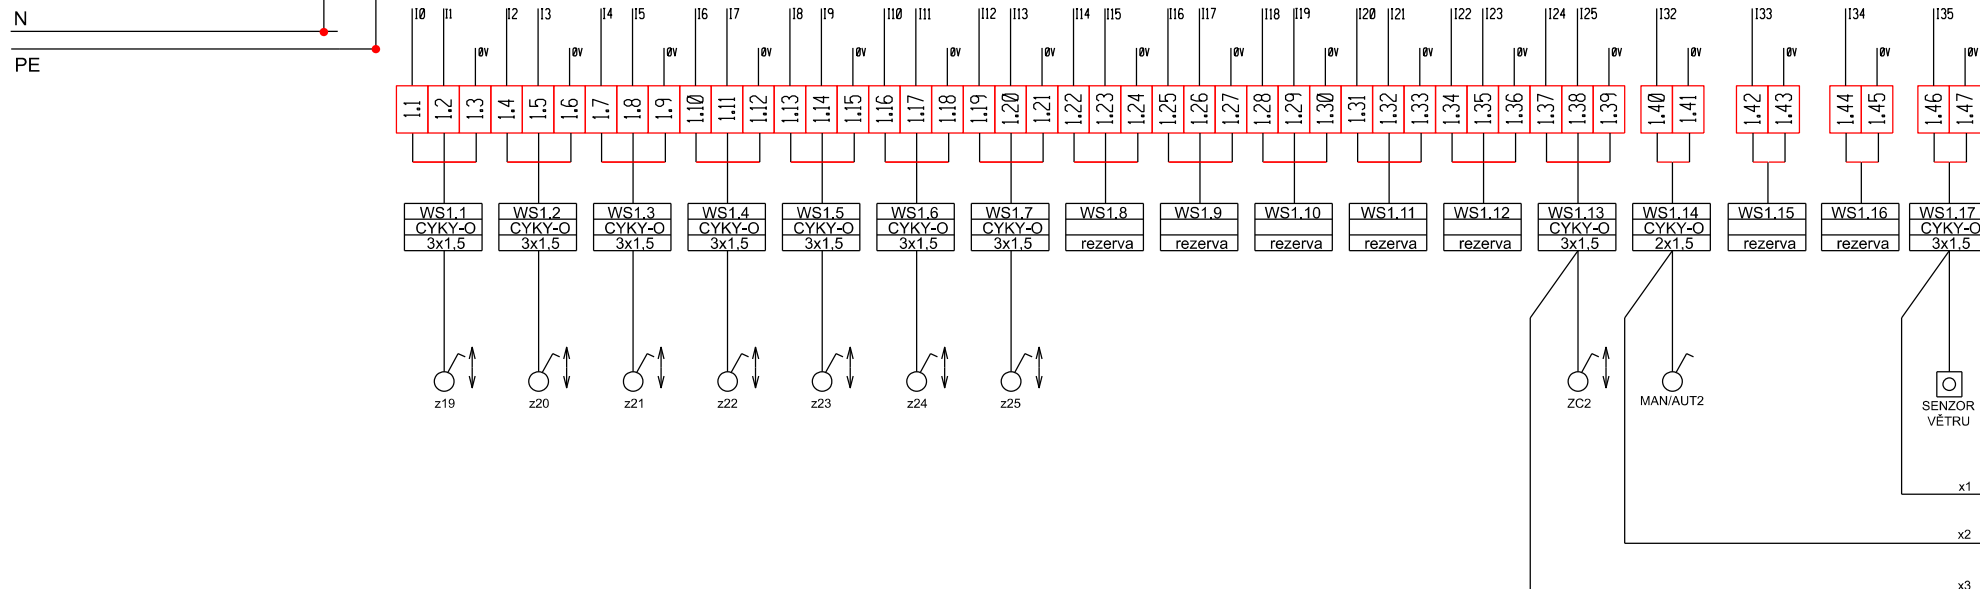 N
PE
I0 I1 I2 I3 I4 I5 I6 I7 I8 I9 I10 I11 I12 I13 I14 I15 I16 I17 I18 I19 I20 I21 I22 I23 I24 I25 I32 I33 I34 I35
0V 0V 0V 0V 0V 0V 0V 0V 0V 0V 0V 0V 0V 0V 0V 0V 0V
1.1 1.2 1.3 1.4 1.5 1.6 1.7 1.8 1.9 1.10 1.11 1.12 1.13 1.14 1.15 1.16 1.17 1.18 1.19 1.20 1.21 1.22 1.23 1.24 1.25 1.26 1.27 1.28 1.29 1.30 1.31 1.32 1.33 1.34 1.35 1.36 1.37 1.38 1.39 1.40 1.41 1.42 1.43 1.44 1.45 1.46 1.47
WS1.1 WS1.2 WS1.3 WS1.4 WS1.5 WS1.6 WS1.7 WS1.8 WS1.9 WS1.10 WS1.11 WS1.12 WS1.13 WS1.14 WS1.15 WS1.16 WS1.17
CYKY-O CYKY-O CYKY-O CYKY-O CYKY-O CYKY-O CYKY-O CYKY-O CYKY-O CYKY-O
3x1,5 3x1,5 3x1,5 3x1,5 3x1,5 3x1,5 3x1,5 rezerva rezerva rezerva rezerva rezerva 3x1,5 2x1,5 rezerva rezerva 3x1,5
z19 z20 z21 z22 z23 z24 z25 ZC2 MAN/AUT2 SENZOR
VĚTRU
x1
x2
x3